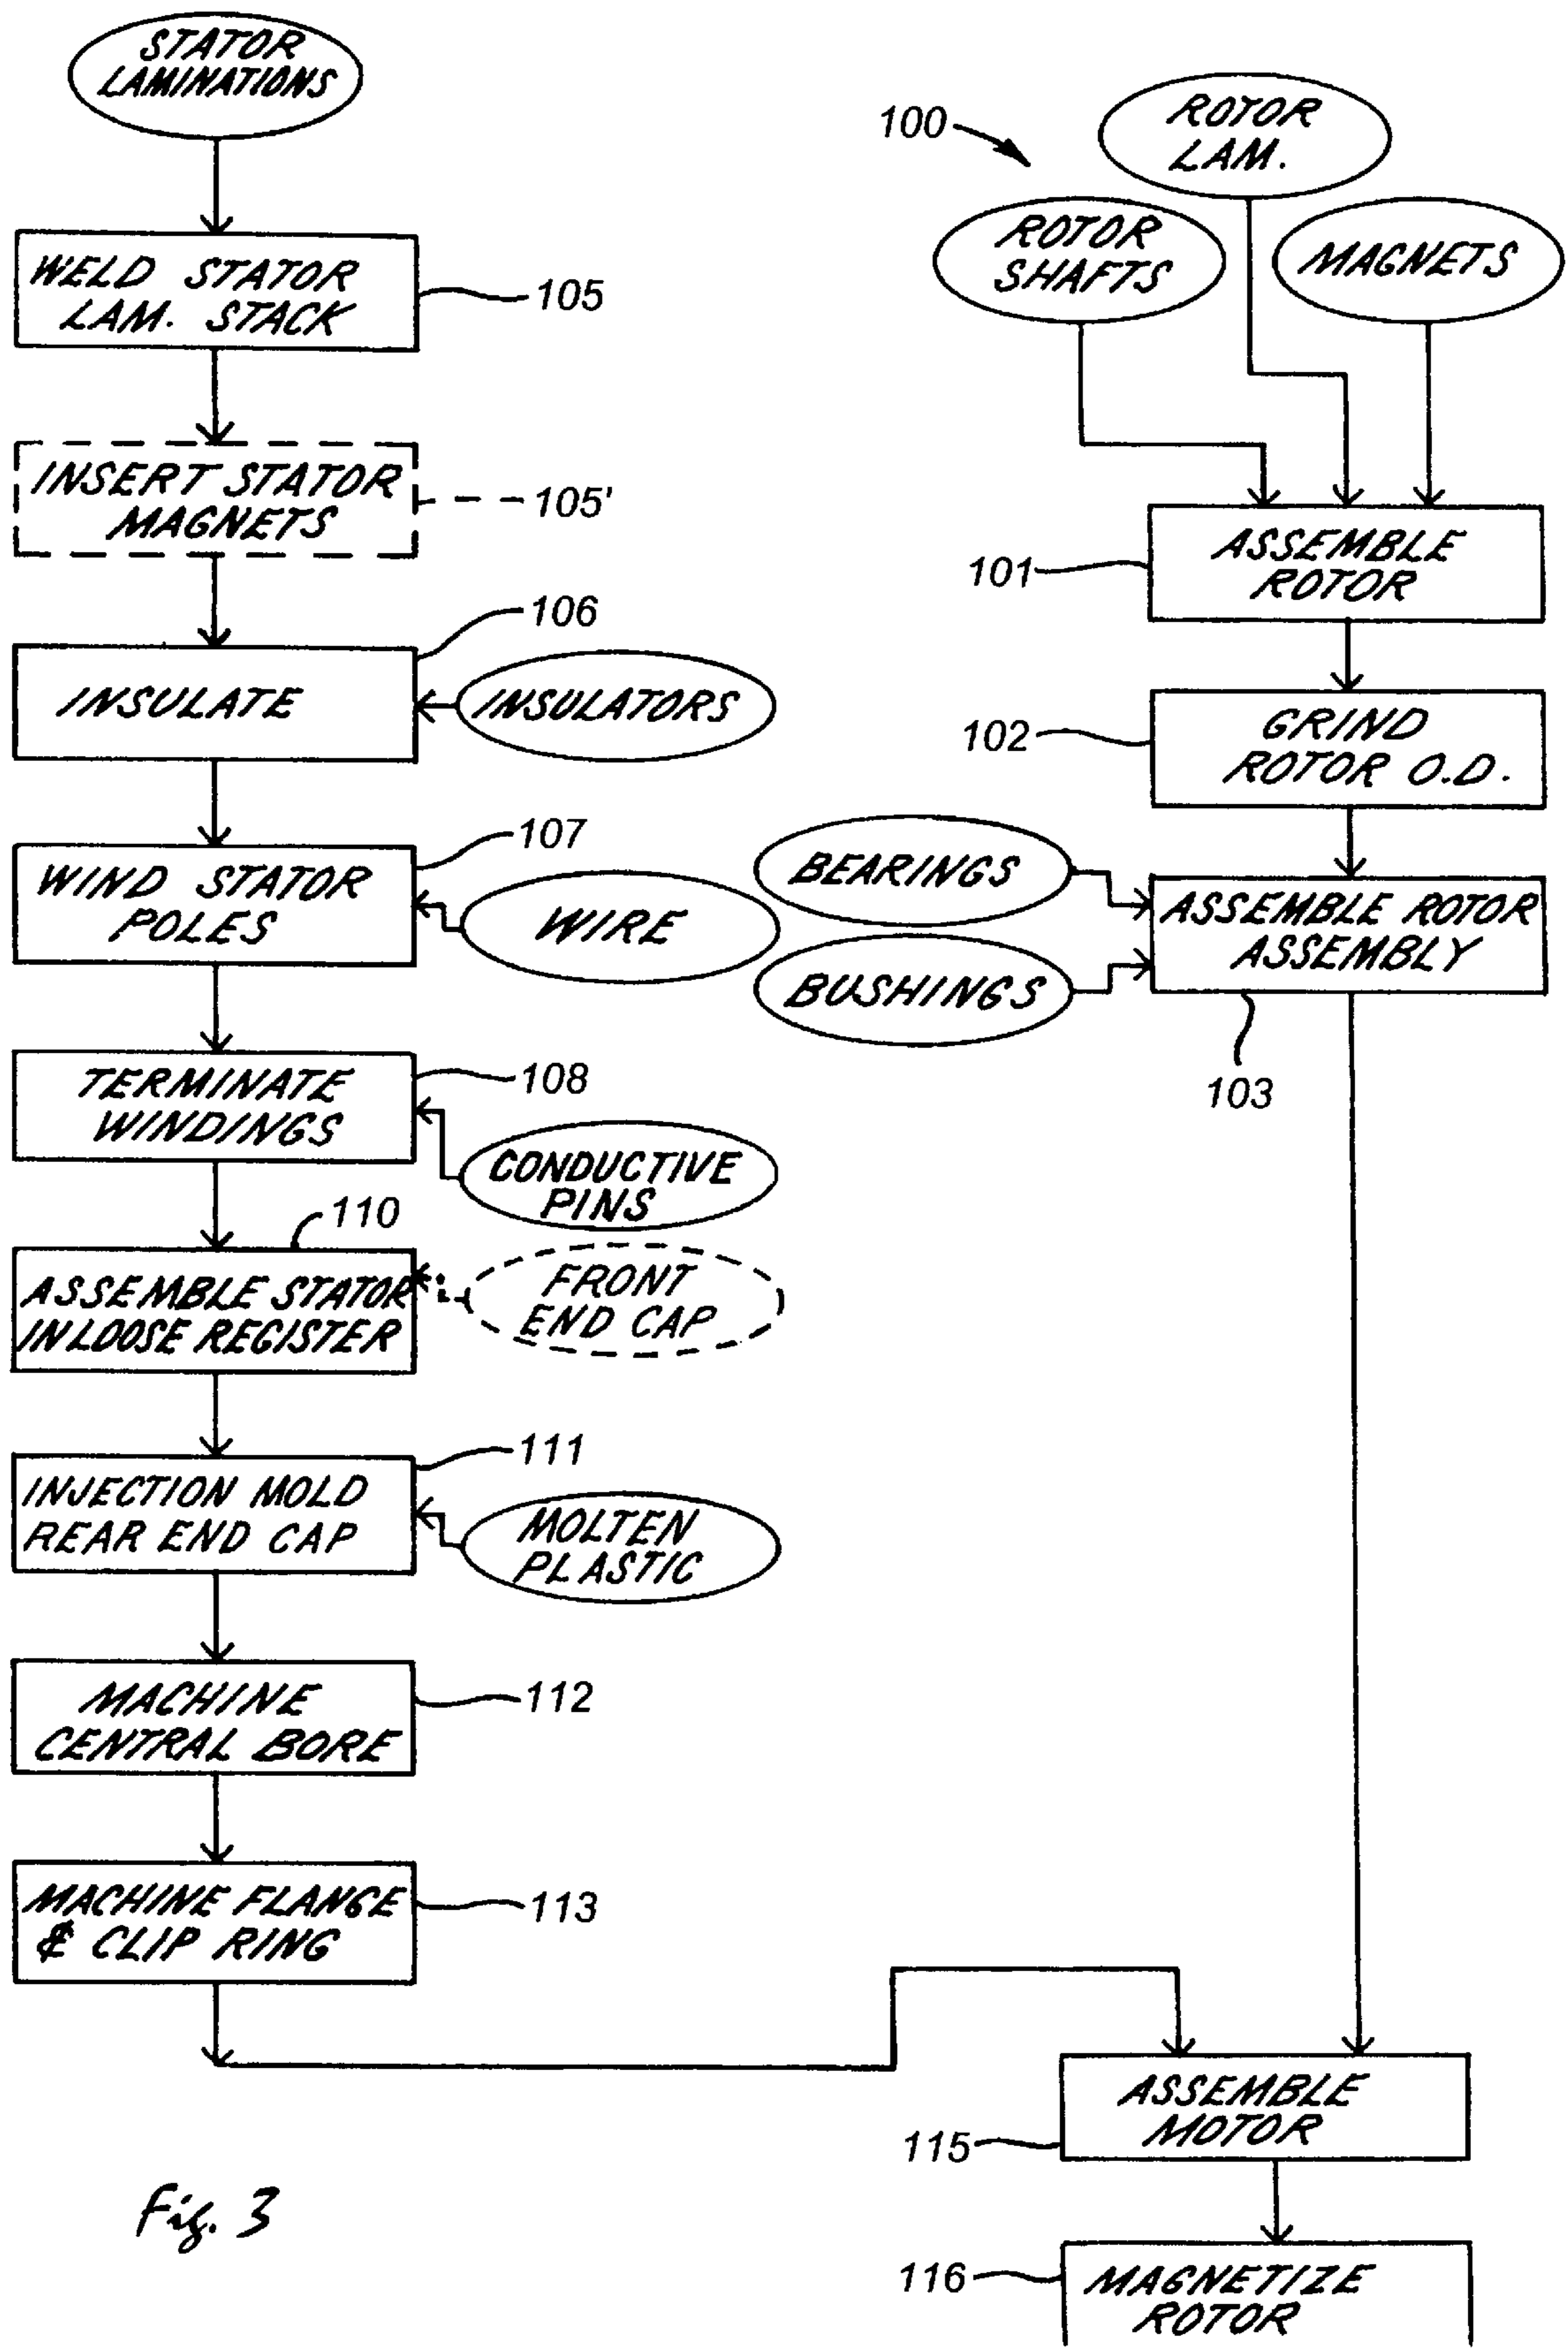 STATOR
LAMINATIONS
WELD STATOR
LAM. STACK
105
INSERT STATOR
MAGNETS
105'
106
INSULATE
INSULATORS
107
WIND STATOR
POLES
WIRE
TERMINATE
WINDINGS
108
CONDUCTIVE
PINS
110
ASSEMBLE STATOR
IN LOOSE REGISTER
FRONT
END CAP
111
INJECTION MOLD
REAR END CAP
MOLTEN
PLASTIC
MACHINE
CENTRAL BORE
112
MACHINE FLANGE
& CLIP RING
113
100
ROTOR
LAM.
ROTOR
SHAFTS
MAGNETS
101
ASSEMBLE
ROTOR
102
GRIND
ROTOR O.D.
BEARINGS
BUSHINGS
ASSEMBLE ROTOR
ASSEMBLY
103
ASSEMBLE
MOTOR
115
116
MAGNETIZE
ROTOR
Fig. 3